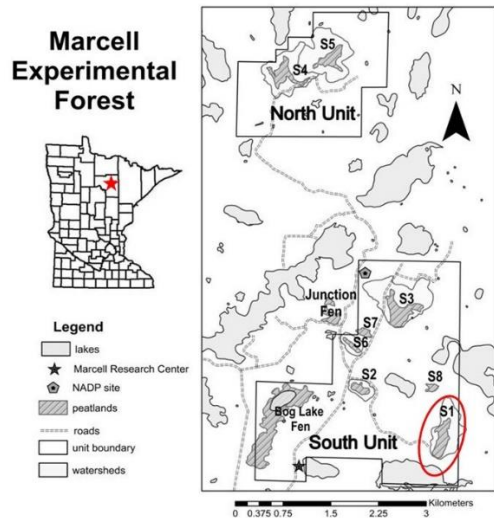 Marcell
Experimental
Forest
Legend
lakes
Marcell Research Center
NADP site
peatlands
roads
unit boundary
watersheds
S5
S4
North Unit
N
Junction
Fen
S3
S7
S6
S2
S8
S1
Bog Lake
Fen
South Unit
Kilometers
0 0.375 0.75 1.5 2.25 3